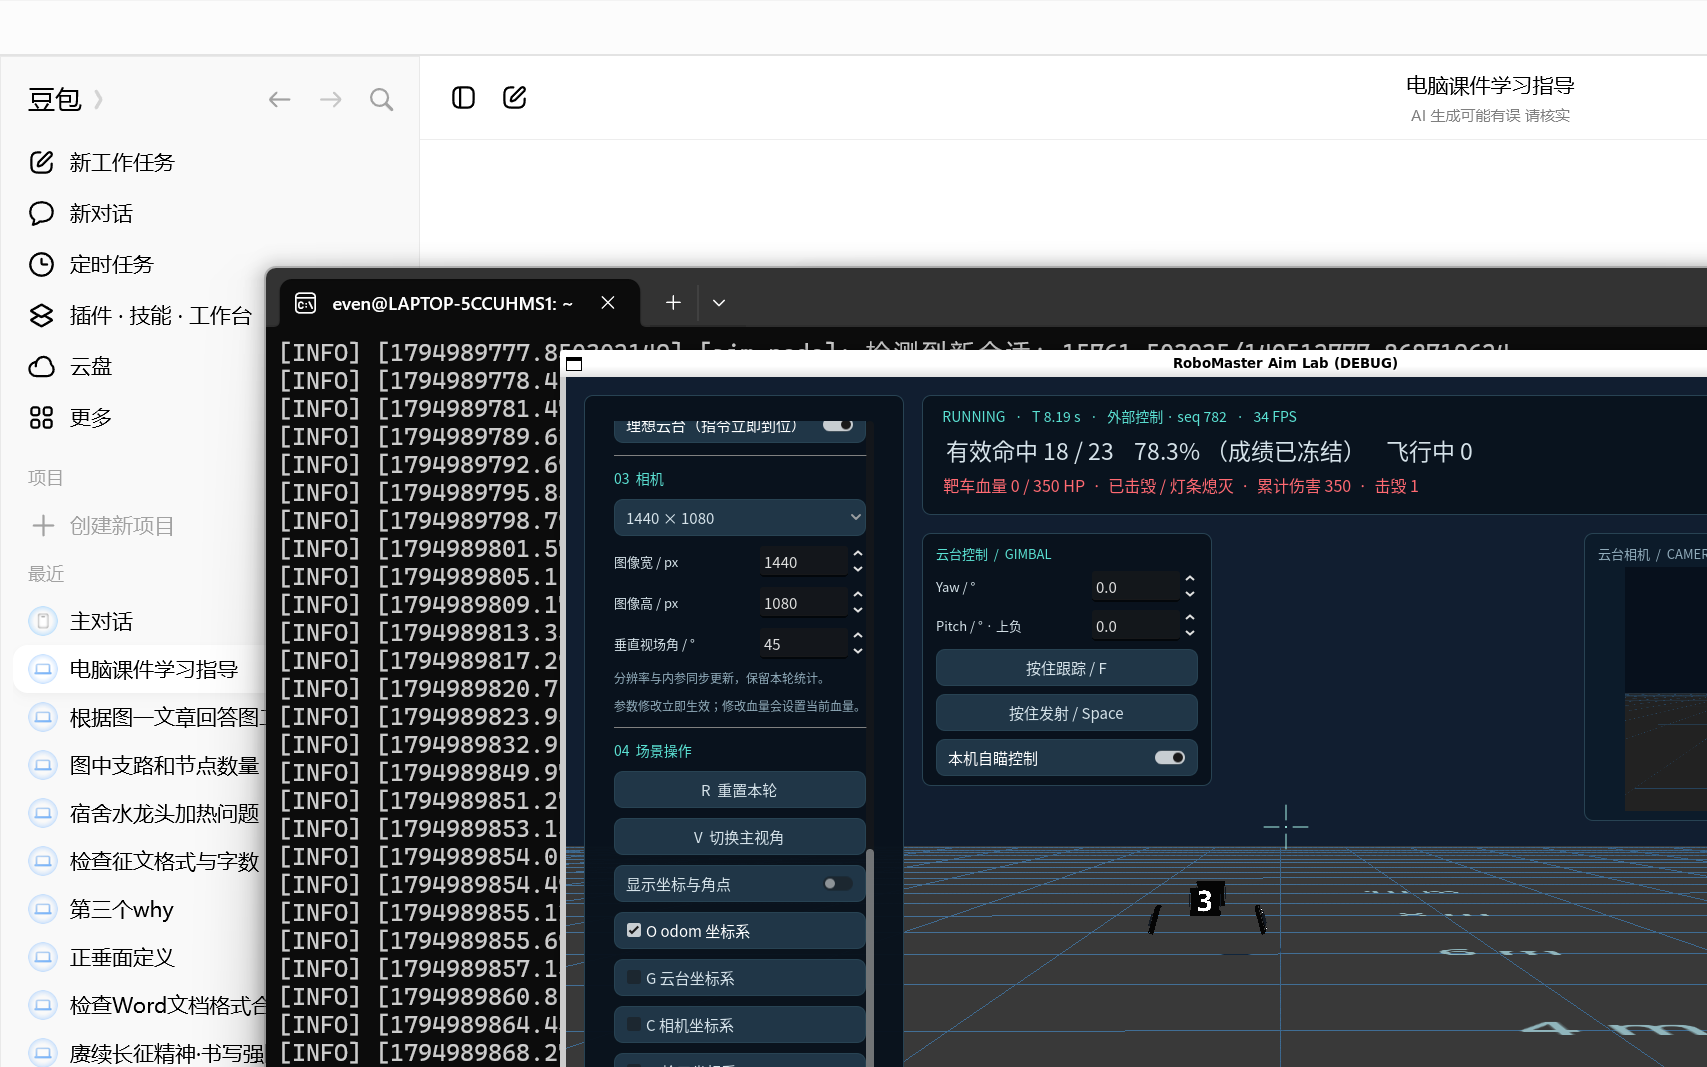 豆包
新工作任务
新对话
定时任务
插件 · 技能 · 工作台
云盘
更多
项目
创建新项目
最近
主对话
电脑课件学习指导
根据图一文章回答图
图中支路和节点数量
宿舍水龙头加热问题
检查征文格式与字数
第三个why
正垂面定义
检查Word文档格式合
赓续长征精神·书写强
电脑课件学习指导
AI 生成可能有误 请核实
even@LAPTOP-5CCUHMS1: ~
[INFO] [1794989777.8
[INFO] [1794989778.4
[INFO] [1794989781.4
[INFO] [1794989789.6
[INFO] [1794989792.6
[INFO] [1794989795.8
[INFO] [1794989798.7
[INFO] [1794989801.5
[INFO] [1794989805.1
[INFO] [1794989809.1
[INFO] [1794989813.3
[INFO] [1794989817.2
[INFO] [1794989820.7
[INFO] [1794989823.9
[INFO] [1794989832.9
[INFO] [1794989849.9
[INFO] [1794989851.2
[INFO] [1794989853.1
[INFO] [1794989854.0
[INFO] [1794989854.4
[INFO] [1794989855.1
[INFO] [1794989855.6
[INFO] [1794989857.1
[INFO] [1794989860.8
[INFO] [1794989864.4
[INFO] [1794989868.2
RoboMaster Aim Lab (DEBUG)
理想云台（指令立即到位）
03 相机
1440 × 1080
图像宽 / px 1440
图像高 / px 1080
垂直视场角 / ° 45
分辨率与内参同步更新，保留本轮统计。
参数修改立即生效；修改血量会设置当前血量。
04 场景操作
R 重置本轮
V 切换主视角
显示坐标与角点
O odom 坐标系
G 云台坐标系
C 相机坐标系
RUNNING · T 8.19 s · 外部控制 · seq 782 · 34 FPS
有效命中 18 / 23 78.3% （成绩已冻结） 飞行中 0
靶车血量 0 / 350 HP · 已击毁 / 灯条熄灭 · 累计伤害 350 · 击毁 1
云台控制 / GIMBAL
Yaw / ° 0.0
Pitch / ° · 上负 0.0
按住跟踪 / F
按住发射 / Space
本机自瞄控制
云台相机 / CAMER
3
6 m
4 m